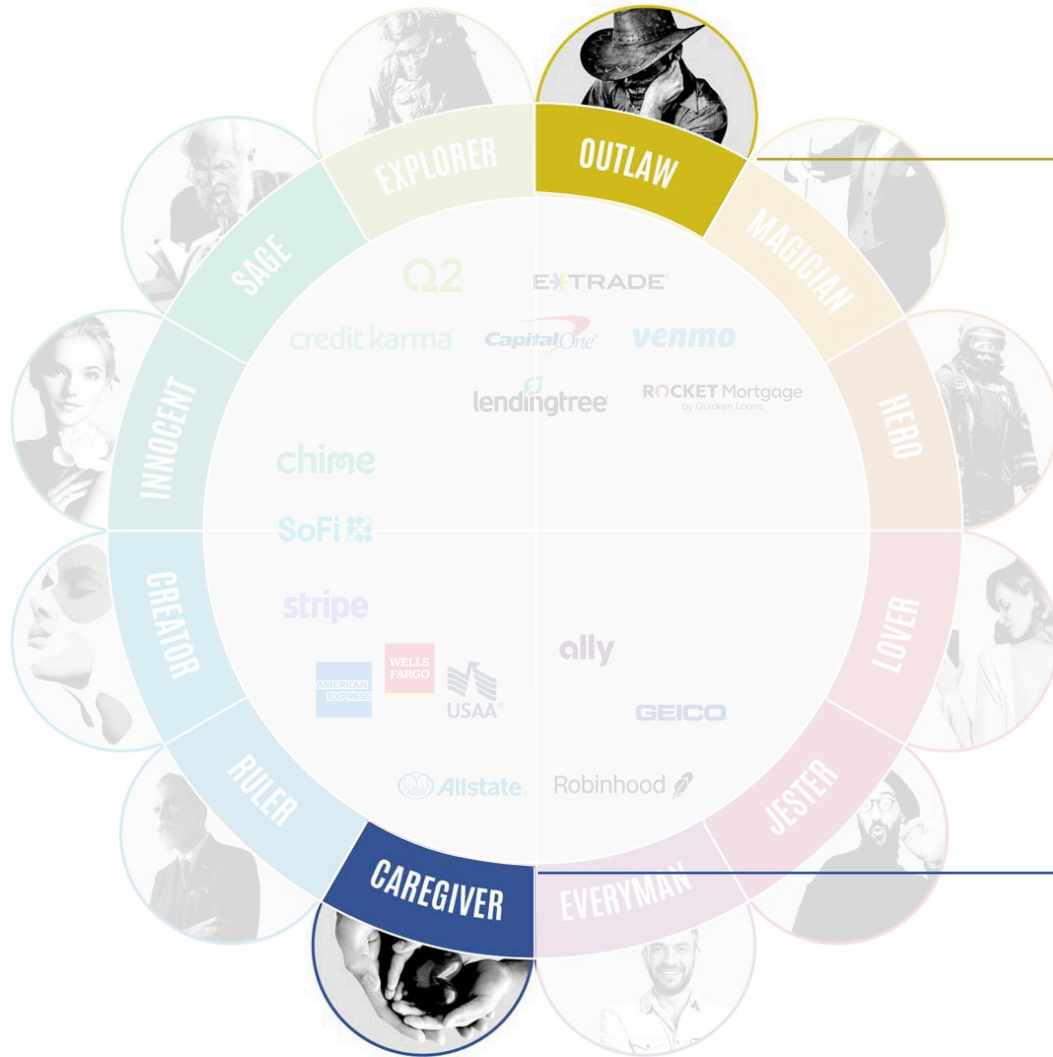 EXPLORER
OUTLAW
SAGE
MAGICIAN
Q2
E*TRADE
credit karma
Capital One
venmo
lendingtree
ROCKET Mortgage
by Quicken Loans
INNOCENT
HERO
chime
SoFi
CREATOR
LOVER
stripe
ally
WELLS
FARGO
AMERICAN
EXPRESS
USAA
GEICO
RULER
JESTER
Allstate
Robinhood
CAREGIVER
EVERYMAN